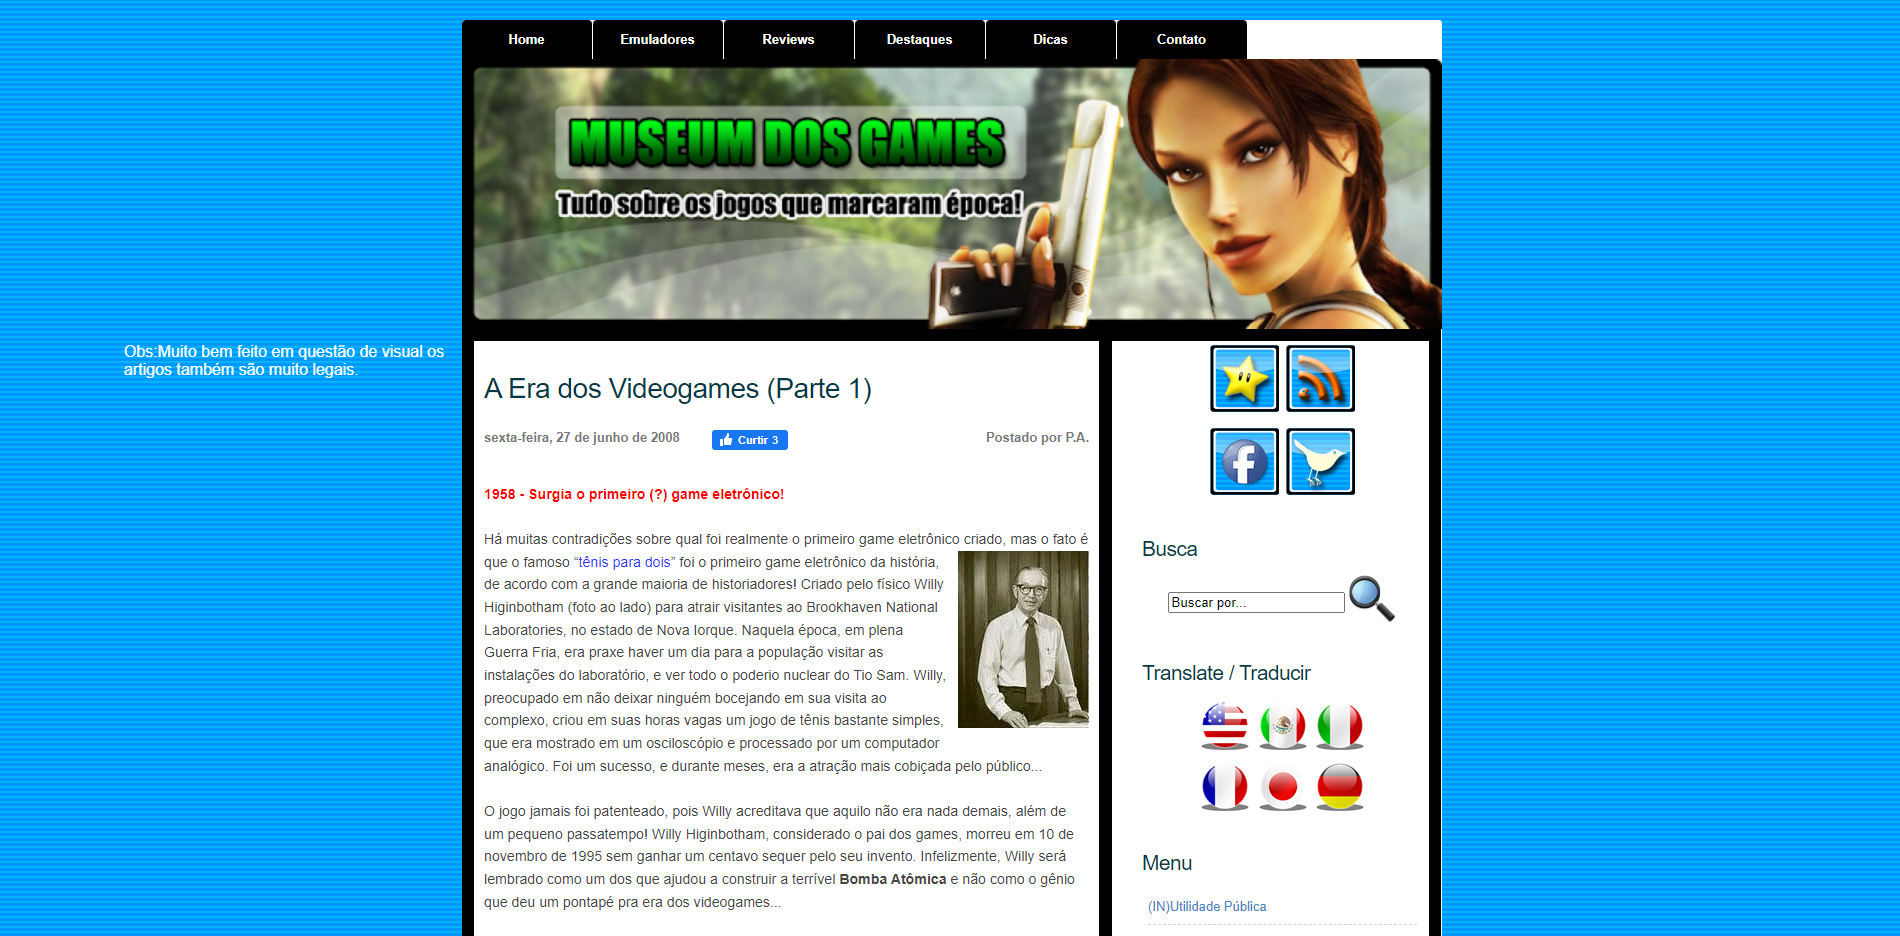 Home
Emuladores
Reviews
Destaques
Dicas
Contato
MUSEUM DOS GAMES
Tudo sobre os jogos que marcaram época!
Obs:Muito bem feito em questão de visual os
artigos também são muito legais.
A Era dos Videogames (Parte 1)
sexta-feira, 27 de junho de 2008
Curtir 3
Postado por P.A.
1958 - Surgia o primeiro (?) game eletrônico!
Há muitas contradições sobre qual foi realmente o primeiro game eletrônico criado, mas o fato é
que o famoso “tênis para dois” foi o primeiro game eletrônico da história,
de acordo com a grande maioria de historiadores! Criado pelo físico Willy
Higinbotham (foto ao lado) para atrair visitantes ao Brookhaven National
Laboratories, no estado de Nova Iorque. Naquela época, em plena
Guerra Fria, era praxe haver um dia para a população visitar as
instalações do laboratório, e ver todo o poderio nuclear do Tio Sam. Willy,
preocupado em não deixar ninguém bocejando em sua visita ao
complexo, criou em suas horas vagas um jogo de tênis bastante simples,
que era mostrado em um osciloscópio e processado por um computador
analógico. Foi um sucesso, e durante meses, era a atração mais cobiçada pelo público...
O jogo jamais foi patenteado, pois Willy acreditava que aquilo não era nada demais, além de
um pequeno passatempo! Willy Higinbotham, considerado o pai dos games, morreu em 10 de
novembro de 1995 sem ganhar um centavo sequer pelo seu invento. Infelizmente, Willy será
lembrado como um dos que ajudou a construir a terrível Bomba Atômica e não como o gênio
que deu um pontapé pra era dos videogames...
f
Busca
Buscar por...
Translate / Traducir
Menu
(IN)Utilidade Pública